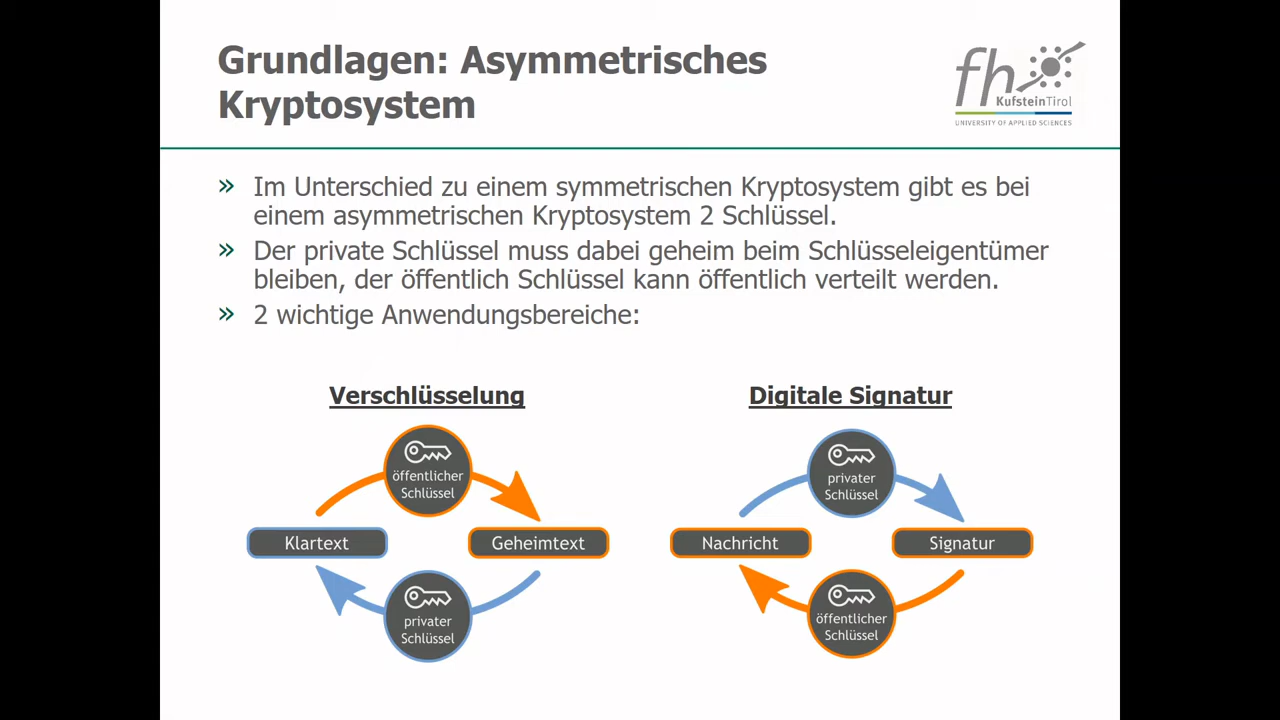 Grundlagen: Asymmetrisches
Kryptosystem
fh
KufsteinTirol
UNIVERSITY OF APPLIED SCIENCES
» Im Unterschied zu einem symmetrischen Kryptosystem gibt es bei
einem asymmetrischen Kryptosystem 2 Schlüssel.
» Der private Schlüssel muss dabei geheim beim Schlüsseleigentümer
bleiben, der öffentlich Schlüssel kann öffentlich verteilt werden.
» 2 wichtige Anwendungsbereiche:
Verschlüsselung
öffentlicher
Schlüssel
Klartext
Geheimtext
privater
Schlüssel
Digitale Signatur
privater
Schlüssel
Nachricht
Signatur
öffentlicher
Schlüssel